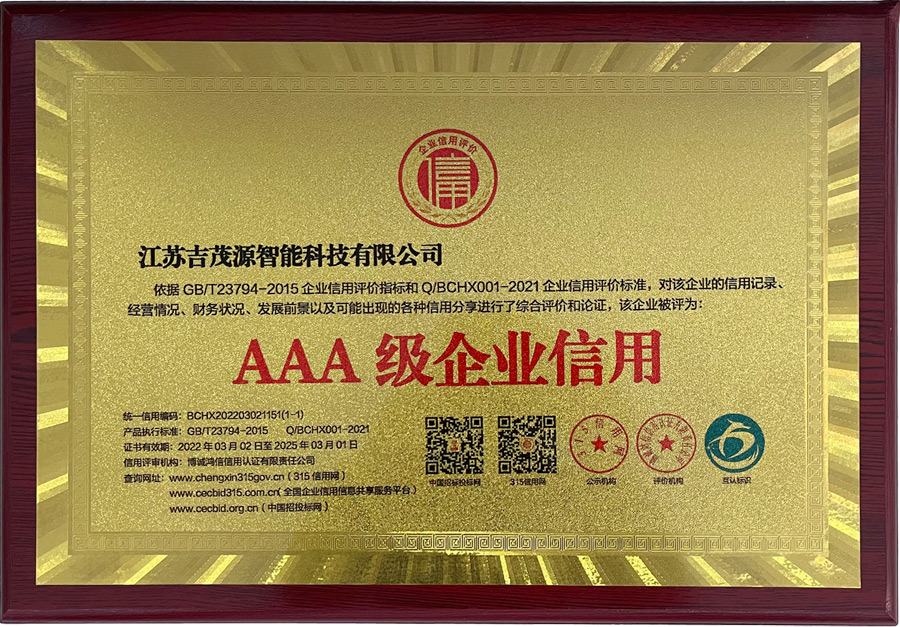 企业信用评价
信
江苏吉茂源智能科技有限公司
依据 GB/T23794-2015 企业信用评价指标和 Q/BCHX001-2021 企业信用评价标准，对该企业的信用记录、
经营情况、财务状况、发展前景以及可能出现的各种信用分享进行了综合评价和论证，该企业被评为：
AAA 级企业信用
统一信用编码：BCHX202203021151(1-1)
产品执行标准：GB/T23794-2015 Q/BCHX001-2021
证书有效期：2022 年 03 月 02 日至 2025 年 03 月 01 日
信用评审机构：博诚鸿信信用认证有限责任公司
查询网址：www.chengxin315gov.cn（315 信用网）
www.cecbid315.com.cn（全国企业信用信息共享服务平台）
www.cecbid.org.cn（中国招投标网）
315信用网
中国招标投标网 315信用网 公示机构 评价机构 互认标识